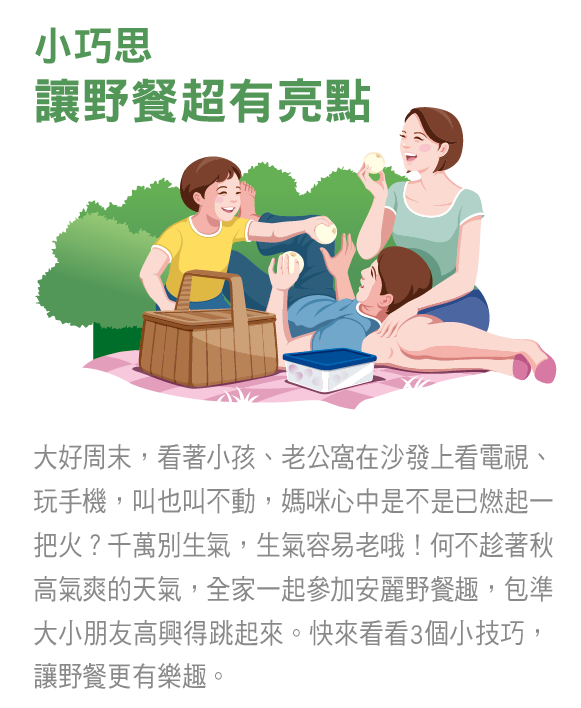 小巧思
讓野餐超有亮點
大好周末，看著小孩、老公窩在沙發上看電視、
玩手機，叫也叫不動，媽咪心中是不是已燃起一
把火？千萬別生氣，生氣容易老哦！何不趁著秋
高氣爽的天氣，全家一起參加安麗野餐趣，包準
大小朋友高興得跳起來。快來看看3個小技巧，
讓野餐更有樂趣。